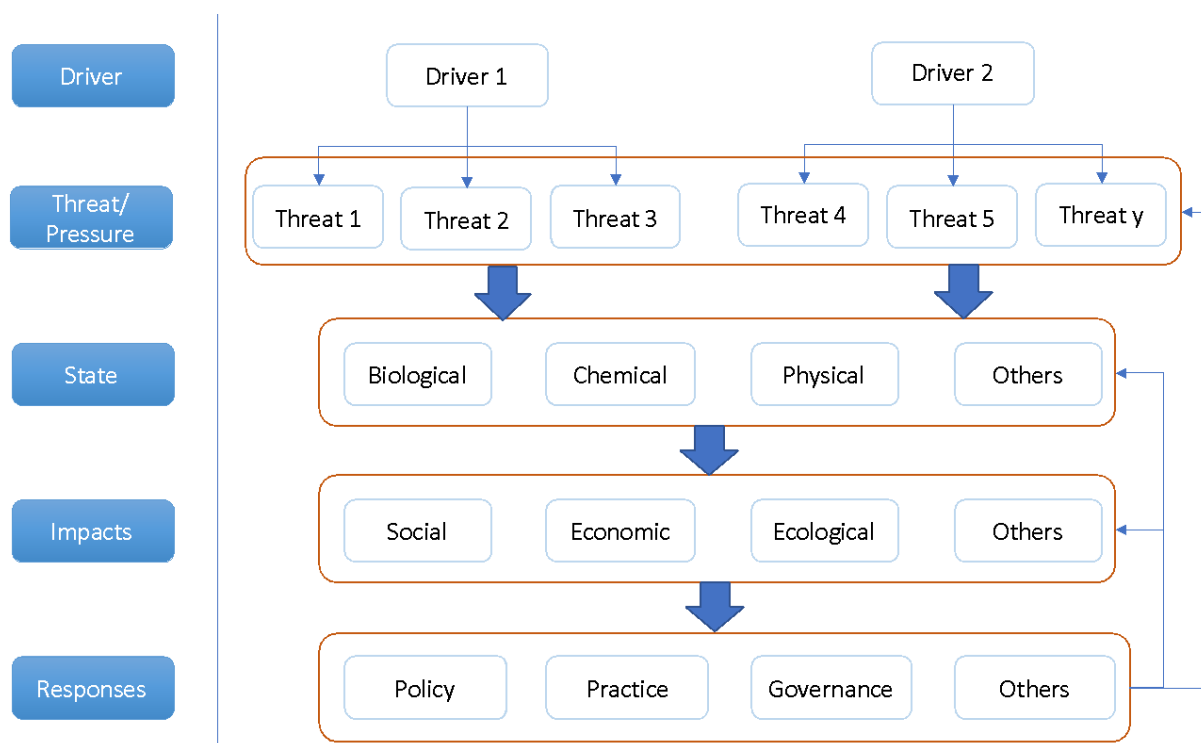 Driver
Driver 1
Driver 2
Threat/
Pressure
Threat 1
Threat 2
Threat 3
Threat 4
Threat 5
Threat y
State
Biological
Chemical
Physical
Others
Impacts
Social
Economic
Ecological
Others
Responses
Policy
Practice
Governance
Others